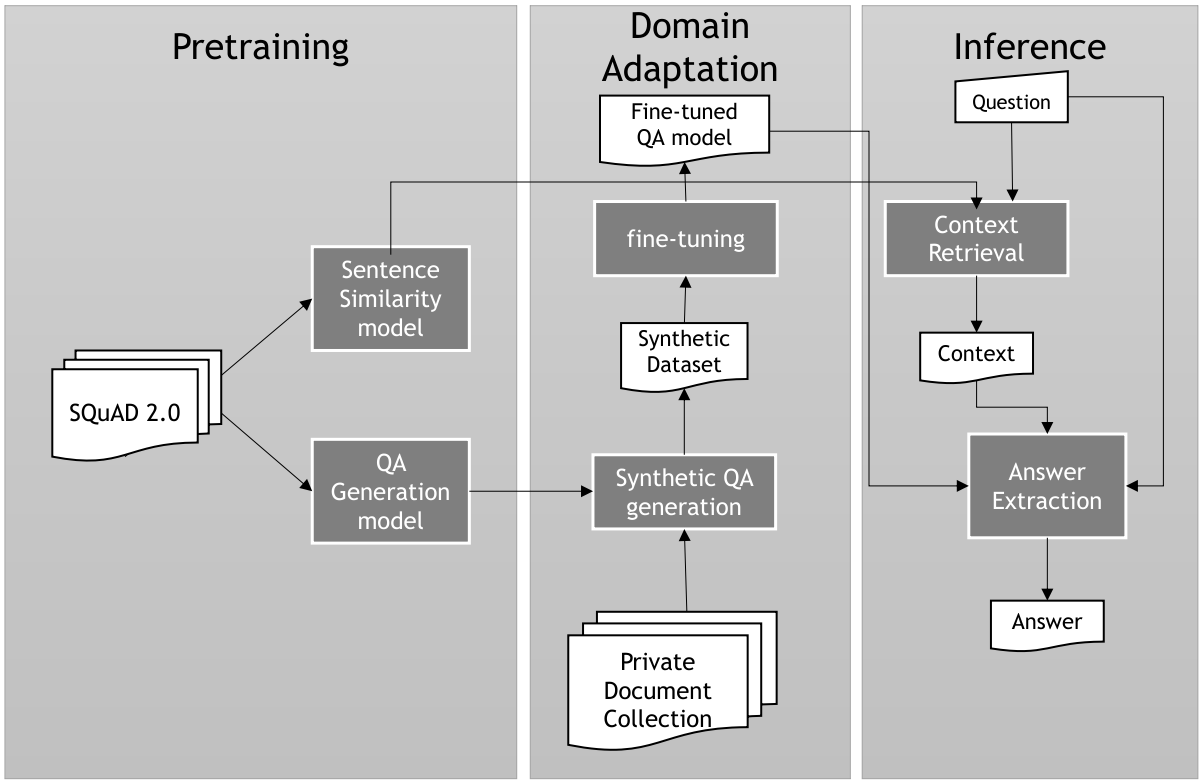 Pretraining
SQuAD 2.0
Sentence
Similarity
model
QA
Generation
model
Domain
Adaptation
Fine-tuned
QA model
fine-tuning
Synthetic
Dataset
Synthetic QA
generation
Private
Document
Collection
Inference
Question
Context
Retrieval
Context
Answer
Extraction
Answer